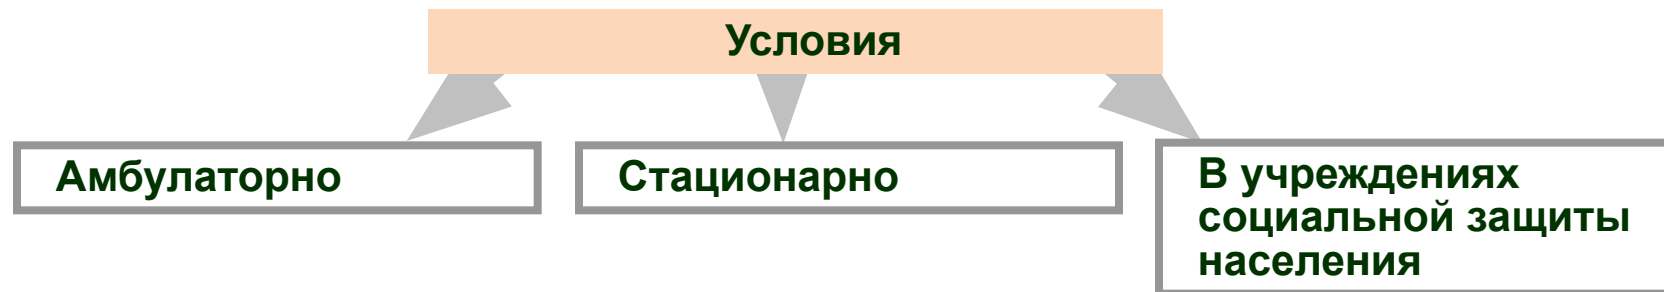 Условия
Амбулаторно
Стационарно
В учреждениях
социальной защиты
населения